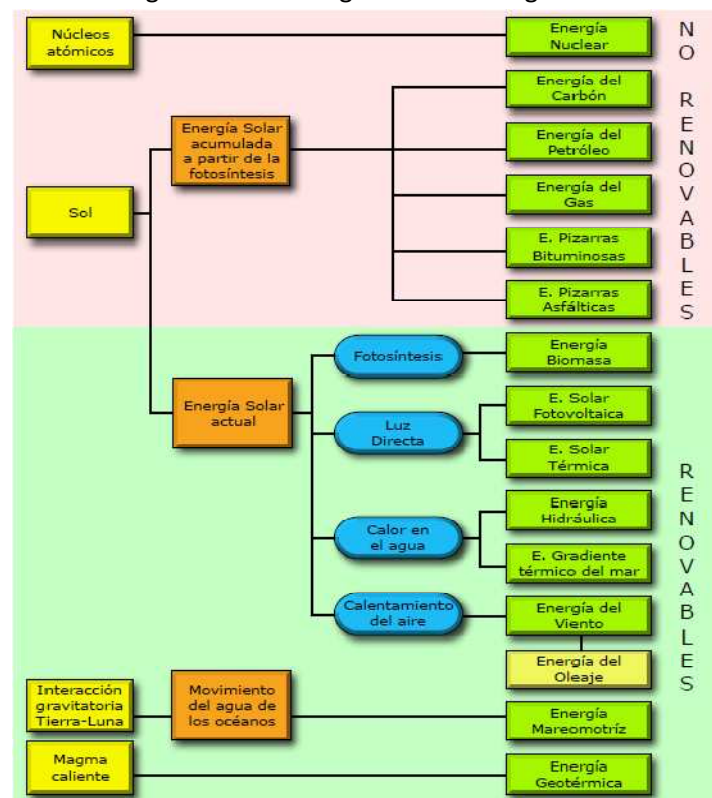 Núcleos
atómicos
Energía
Nuclear
Energía del
Carbón
Energía Solar
acumulada
a partir de la
fotosíntesis
Energía del
Petróleo
Sol
Energía del
Gas
E. Pizarras
Bituminosas
E. Pizarras
Asfálticas
NO RENOVABLES
Fotosíntesis
Energía
Biomasa
Energía Solar
actual
Luz
Directa
E. Solar
Fotovoltaica
E. Solar
Térmica
Calor en
el agua
Energía
Hidráulica
E. Gradiente
térmico del mar
Calentamiento
del aire
Energía del
Viento
Energía del
Oleaje
RENOVABLES
Interacción
gravitatoria
Tierra-Luna
Movimiento
del agua de
los océanos
Energía
Mareomotríz
Magma
caliente
Energía
Geotérmica